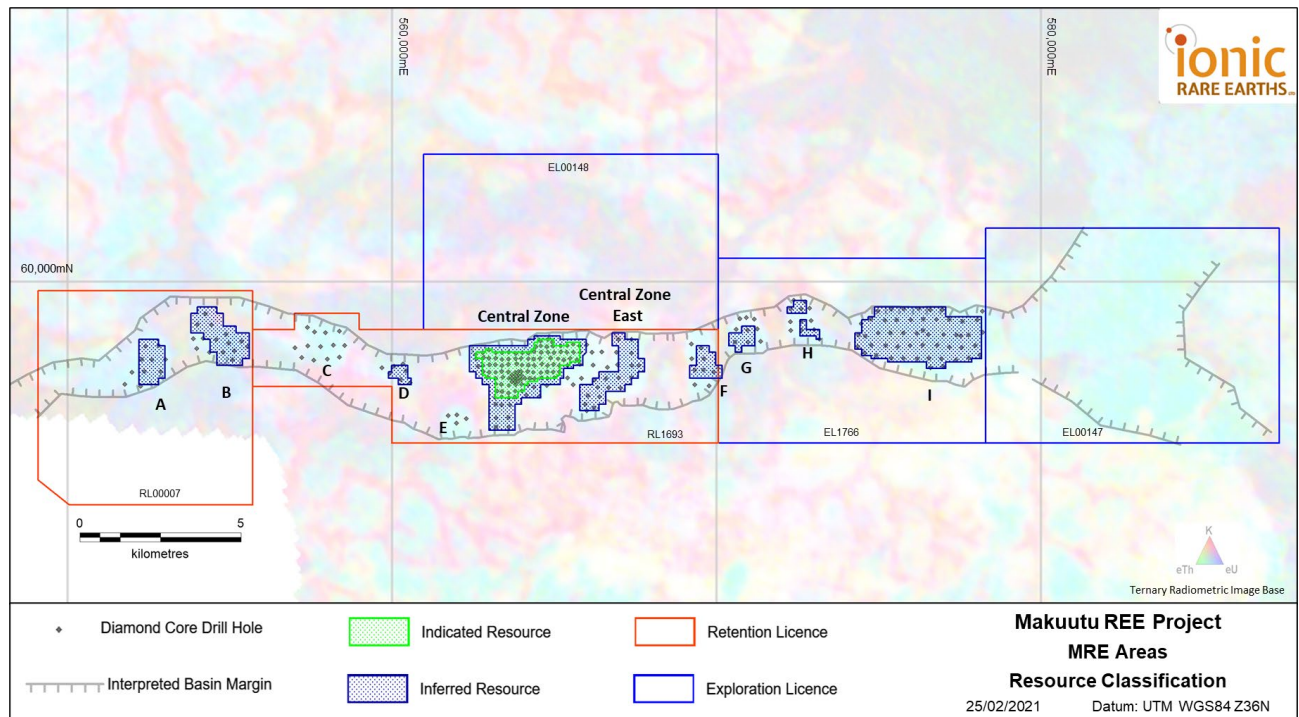 560,000mE
580,000mE
ionic
RARE EARTHS
EL00148
60,000mN
Central Zone
Central Zone
East
A
B
C
D
E
F
G
H
I
RL00007
RL1693
EL1766
EL00147
0
5
kilometres
K
eTh
eU
Ternary Radiometric Image Base
Diamond Core Drill Hole
Indicated Resource
Retention Licence
Interpreted Basin Margin
Inferred Resource
Exploration Licence
Makuutu REE Project
MRE Areas
Resource Classification
25/02/2021 Datum: UTM WGS84 Z36N